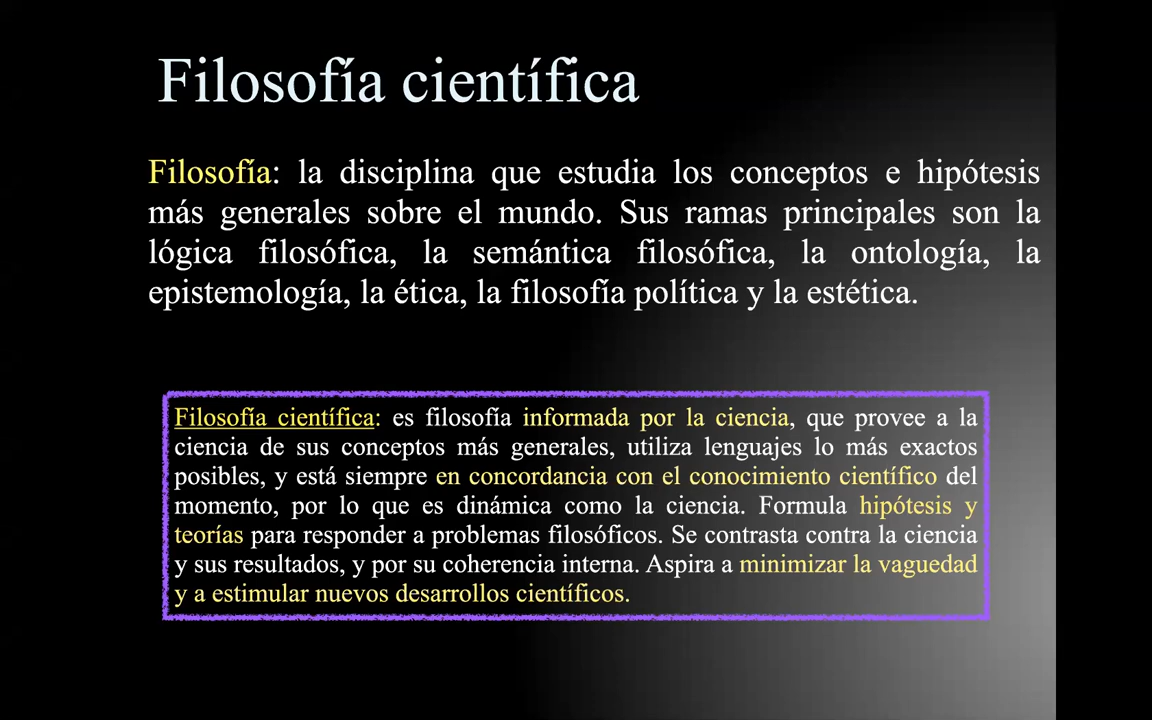 Filosofía científica
Filosofía: la disciplina que estudia los conceptos e hipótesis
más generales sobre el mundo. Sus ramas principales son la
lógica filosófica, la semántica filosófica, la ontología, la
epistemología, la ética, la filosofía política y la estética.
Filosofía científica: es filosofía informada por la ciencia, que provee a la
ciencia de sus conceptos más generales, utiliza lenguajes lo más exactos
posibles, y está siempre en concordancia con el conocimiento científico del
momento, por lo que es dinámica como la ciencia. Formula hipótesis y
teorías para responder a problemas filosóficos. Se contrasta contra la ciencia
y sus resultados, y por su coherencia interna. Aspira a minimizar la vaguedad
y a estimular nuevos desarrollos científicos.